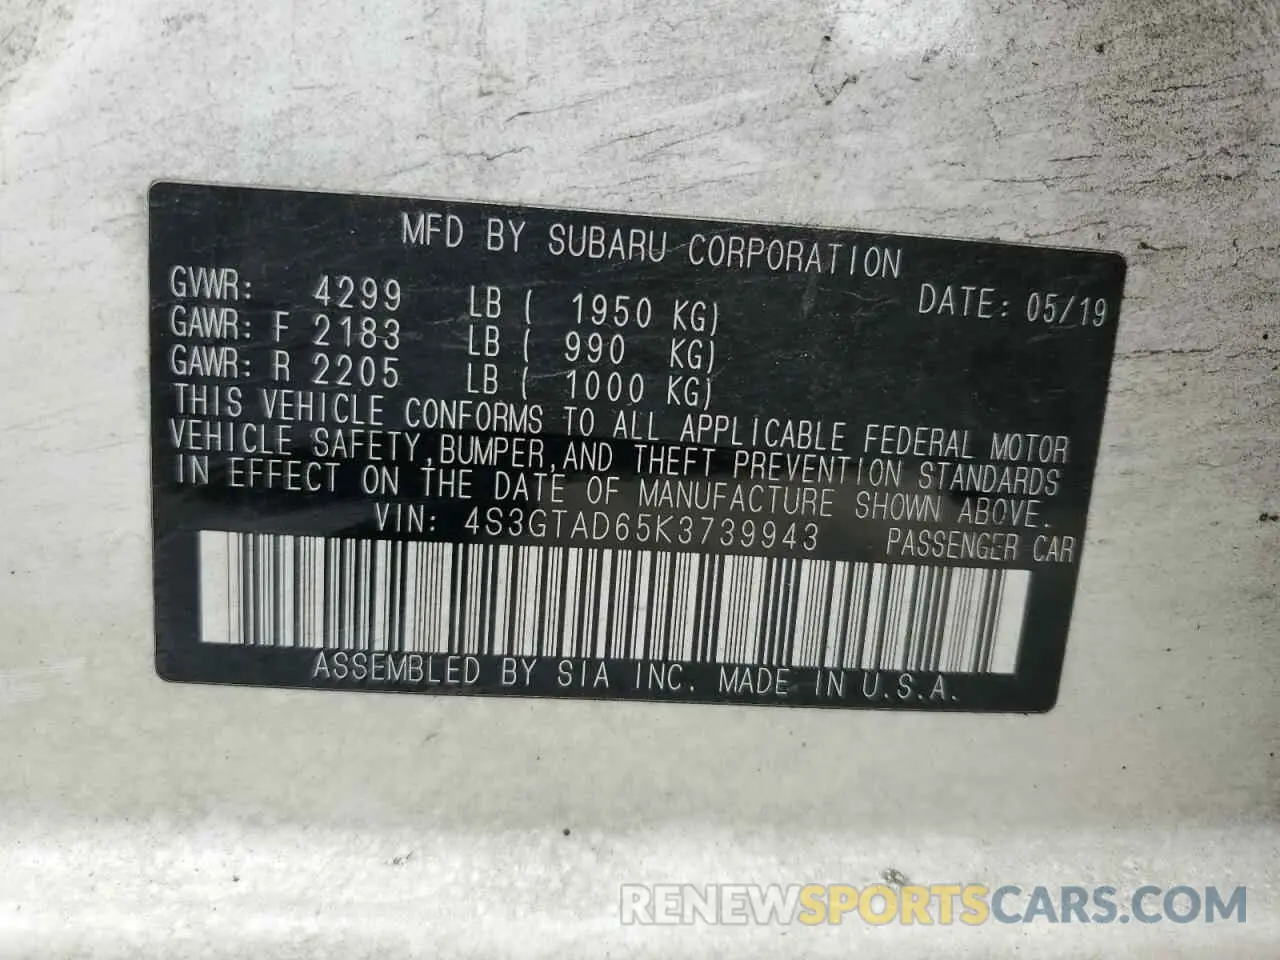 MFD BY SUBARU CORPORATION
GVWR: 4299 LB ( 1950 KG) DATE: 05/19
GAWR: F 2183 LB ( 990 KG)
GAWR: R 2205 LB ( 1000 KG)
THIS VEHICLE CONFORMS TO ALL APPLICABLE FEDERAL MOTOR
VEHICLE SAFETY, BUMPER, AND THEFT PREVENTION STANDARDS
IN EFFECT ON THE DATE OF MANUFACTURE SHOWN ABOVE.
VIN: 4S3GTAD65K3739943 PASSENGER CAR
ASSEMBLED BY SIA INC. MADE IN U.S.A.
RENEWSPORTSCARS.COM